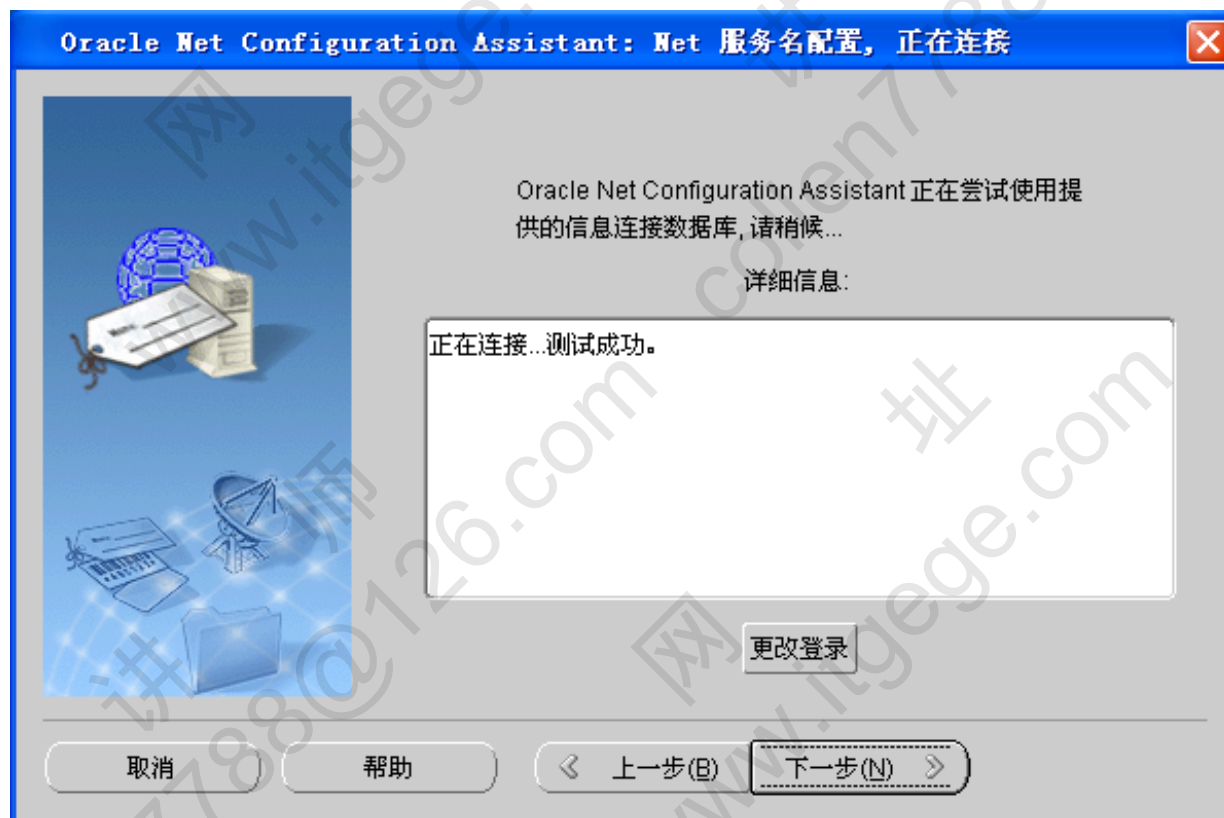 Oracle Net Configuration Assistant: Net 服务名配置, 正在连接
Oracle Net Configuration Assistant 正在尝试使用提
供的信息连接数据库, 请稍候...
详细信息:
正在连接...测试成功。
更改登录
取消
帮助
上一步(B)
下一步(N)